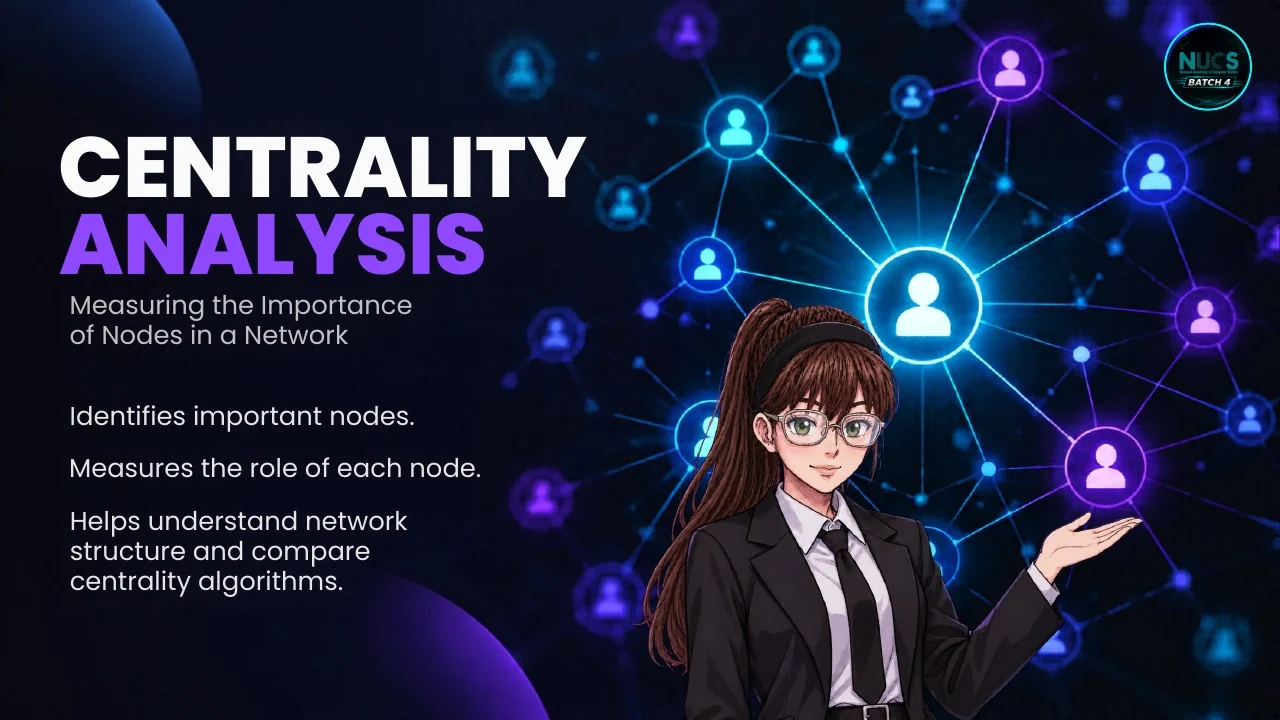 CENTRALITY
ANALYSIS
Measuring the Importance
of Nodes in a Network
Identifies important nodes.
Measures the role of each node.
Helps understand network
structure and compare
centrality algorithms.
NUCS
BATCH 4